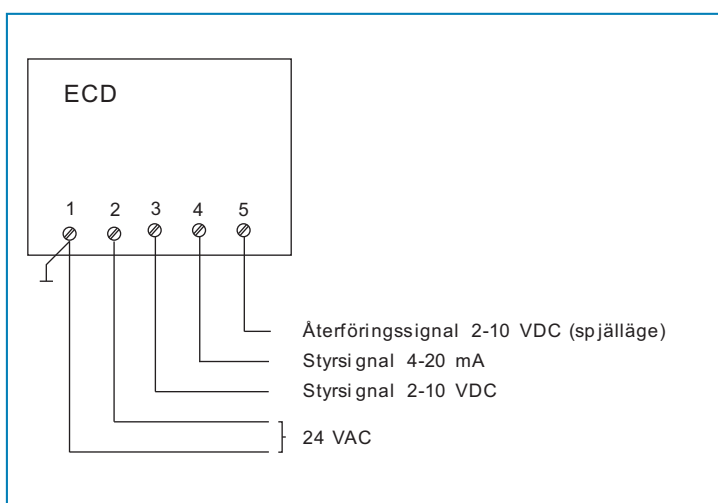 ECD
1 2 3 4 5
Återföringssignal 2-10 VDC (spjälläge)
Styrsignal 4-20 mA
Styrsignal 2-10 VDC
24 VAC